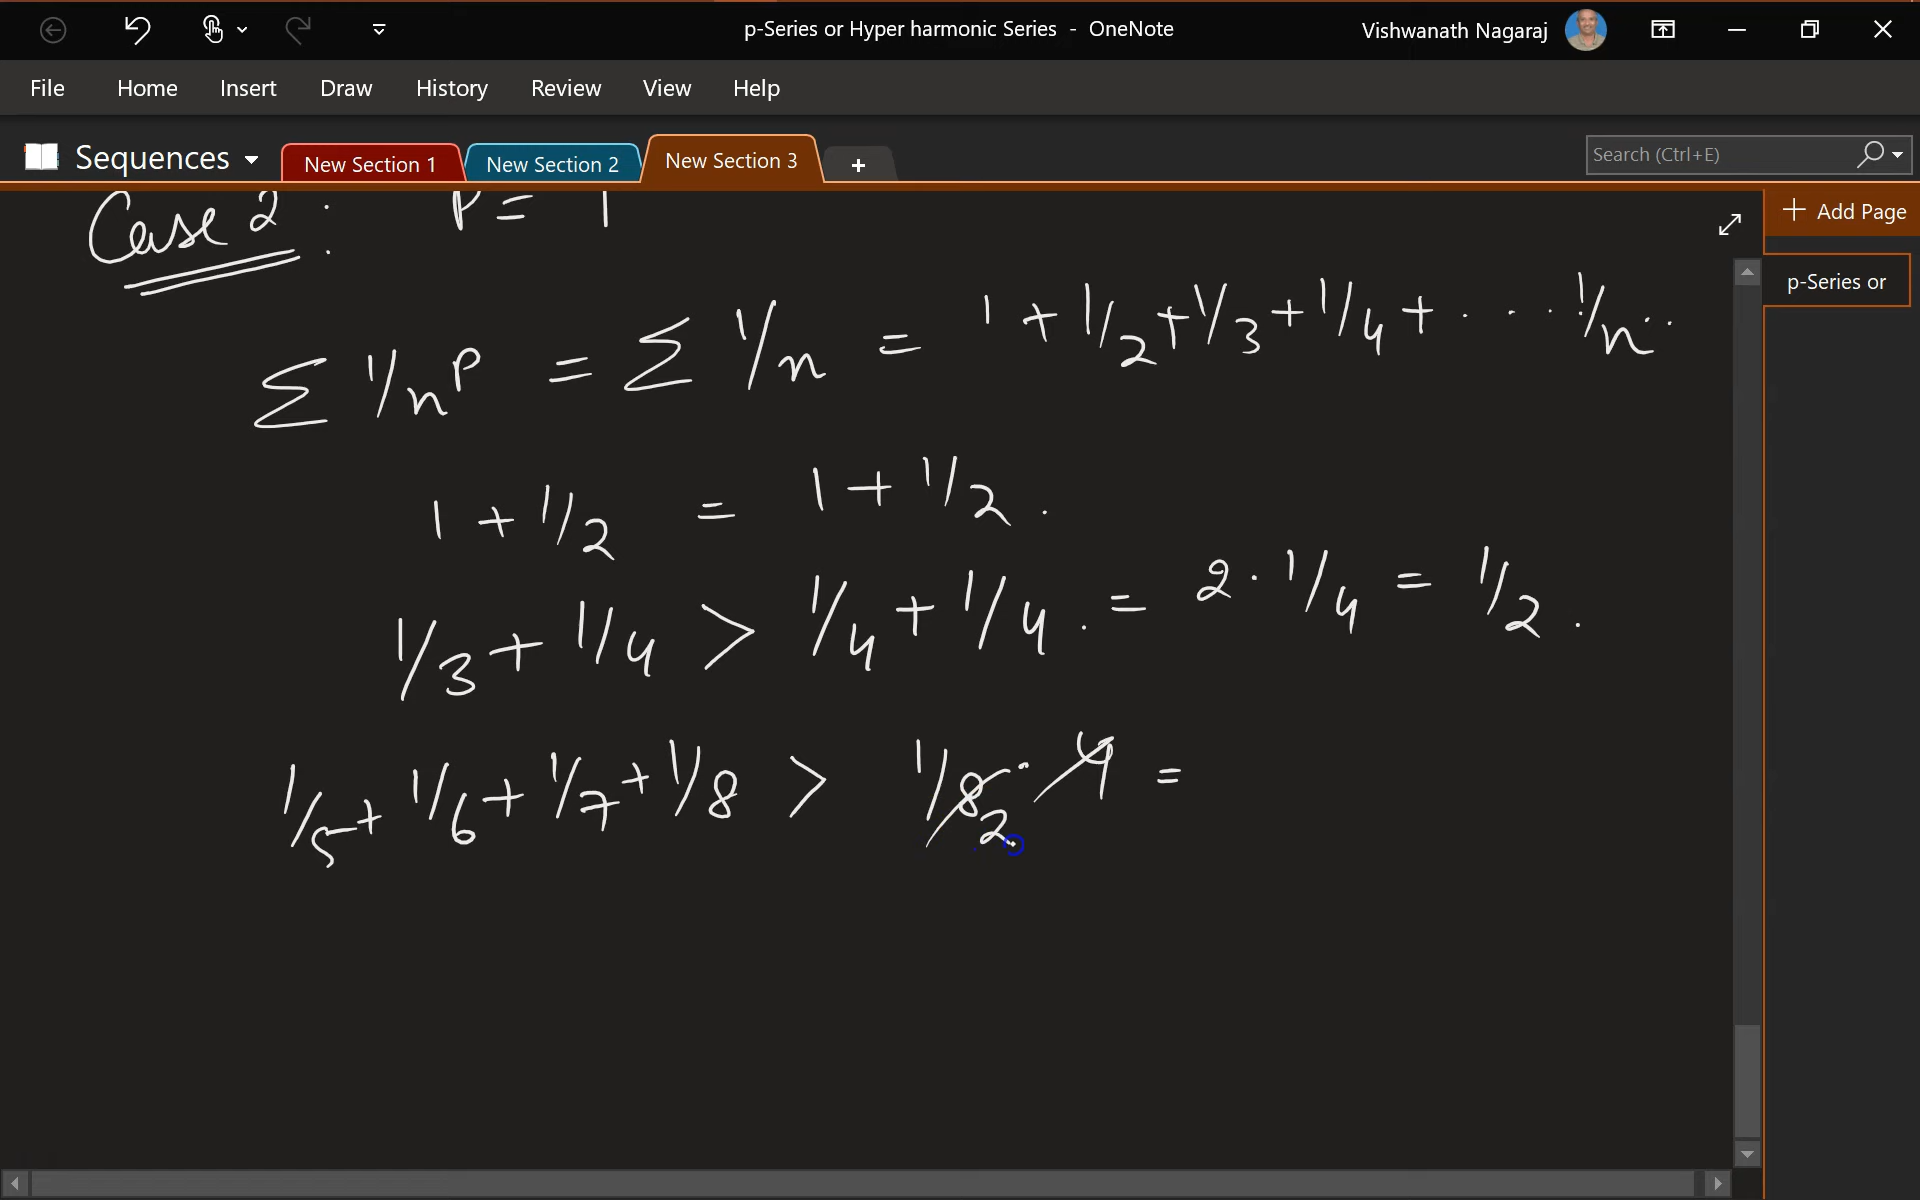 p-Series or Hyper harmonic Series - OneNote
Vishwanath Nagaraj
File Home Insert Draw History Review View Help
Sequences New Section 1 New Section 2 New Section 3 +
Search (Ctrl+E)
+ Add Page
p-Series or
Case 2 : P = 1
Σ 1/n^p = Σ 1/n = 1 + 1/2 + 1/3 + 1/4 + . . . . 1/n . .
1 + 1/2 = 1 + 1/2 .
1/3 + 1/4 > 1/4 + 1/4 . = 2 · 1/4 = 1/2 .
1/5 + 1/6 + 1/7 + 1/8 > 1/8 · 4 =
2